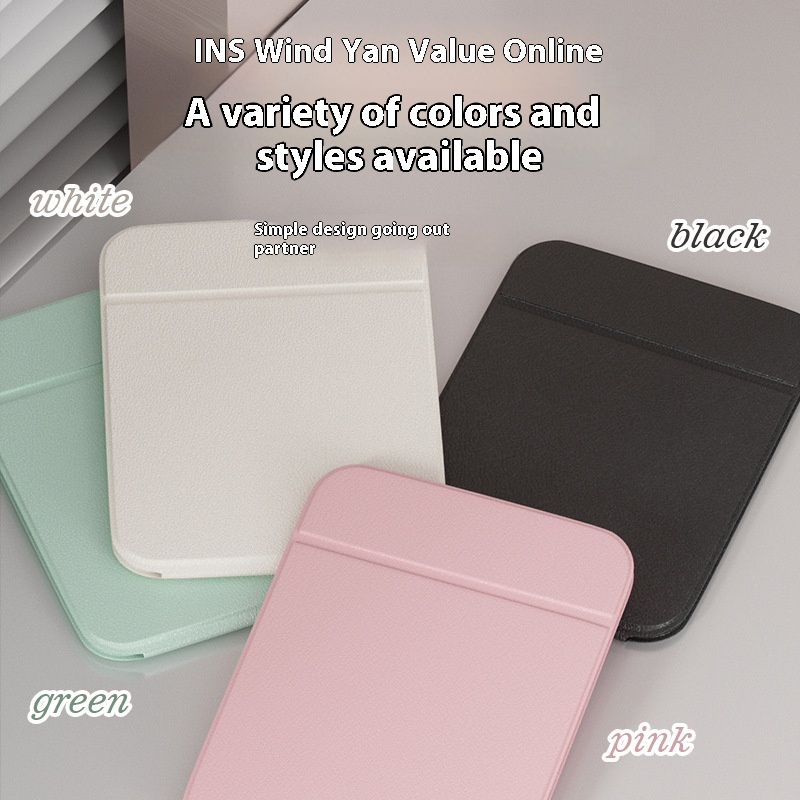 INS Wind Yan Value Online
A variety of colors and
styles available
white
Simple design going out
partner
black
green
pink